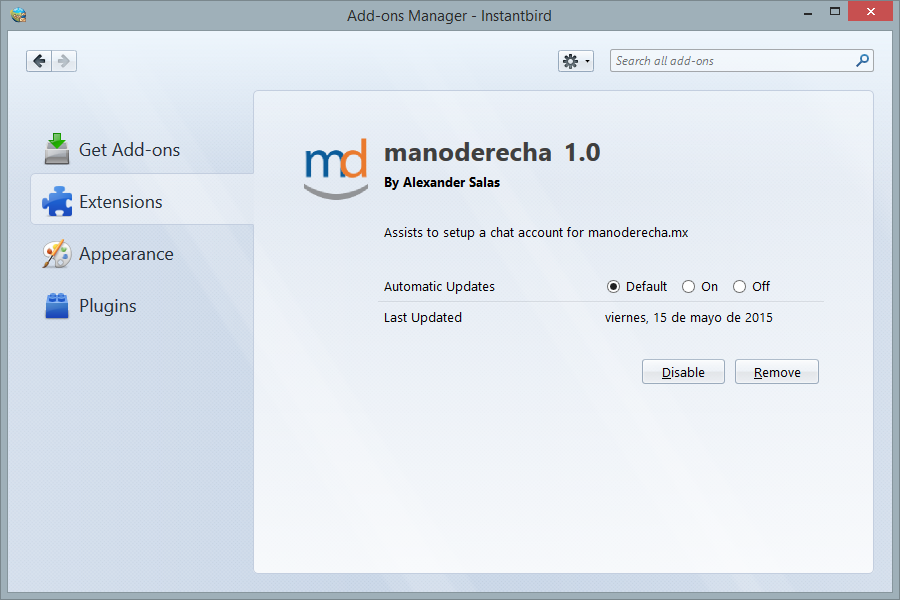 Add-ons Manager - Instantbird
Search all add-ons
Get Add-ons
Extensions
Appearance
Plugins
md
manoderecha 1.0
By Alexander Salas
Assists to setup a chat account for manoderecha.mx
Automatic Updates Default On Off
Last Updated viernes, 15 de mayo de 2015
Disable Remove